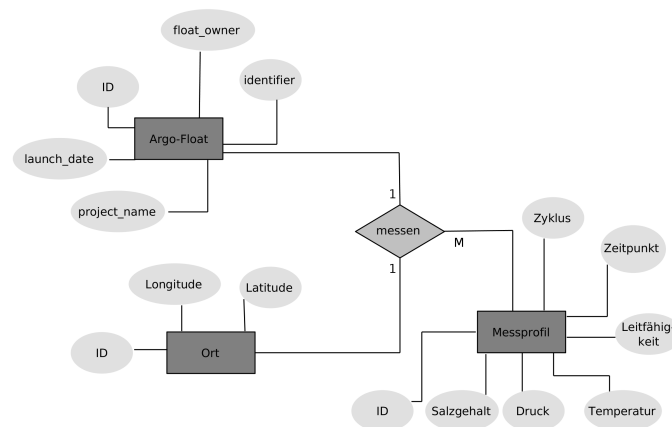 float_owner
ID
identifier
Argo-Float
launch_date
project_name
1
messen
M
1
Zyklus
Zeitpunkt
Longitude
Latitude
Leitfähig-
keit
Messprofil
ID
Ort
ID
Salzgehalt
Druck
Temperatur